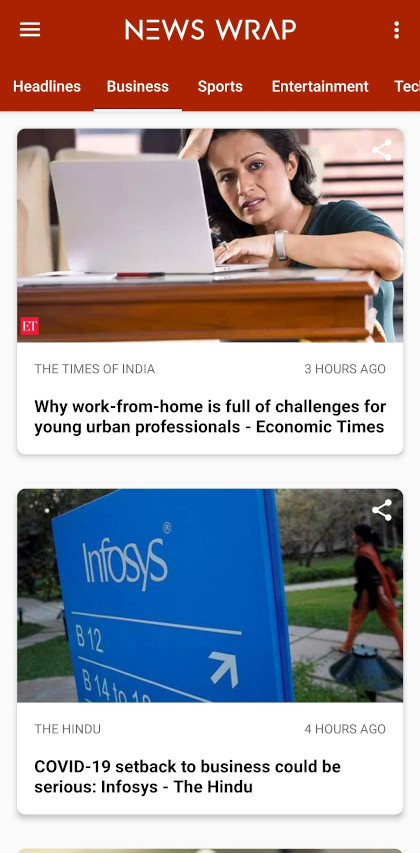 NEWS WRAP
Headlines Business Sports Entertainment Tec
ET
THE TIMES OF INDIA 3 HOURS AGO
Why work-from-home is full of challenges for
young urban professionals - Economic Times
Infosys®
B 12
B 14 to 18
THE HINDU 4 HOURS AGO
COVID-19 setback to business could be
serious: Infosys - The Hindu